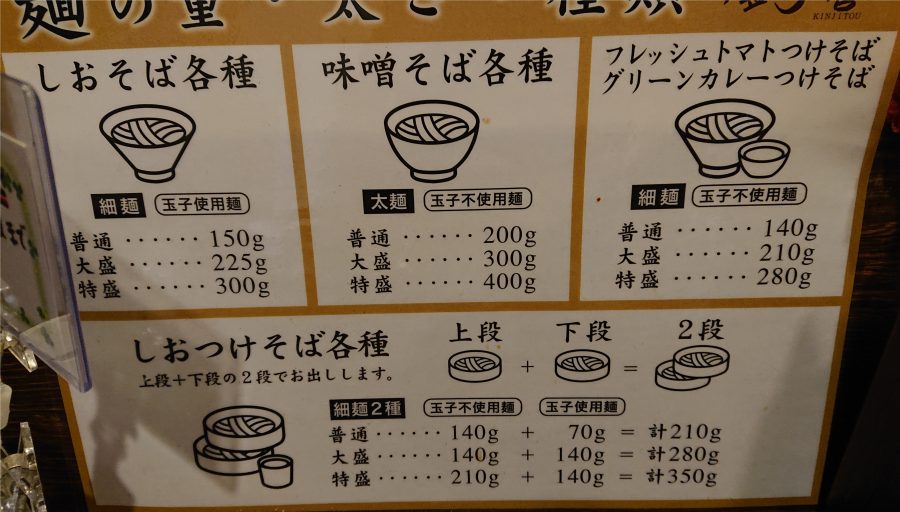 麺の量・太さ・種類
KINJITOU
しおそば各種
細麺 玉子使用麺
普通 ・・・・・・ 150g
大盛 ・・・・・・ 225g
特盛 ・・・・・・ 300g
味噌そば各種
太麺 玉子不使用麺
普通 ・・・・・・ 200g
大盛 ・・・・・・ 300g
特盛 ・・・・・・ 400g
フレッシュトマトつけそば
グリーンカレーつけそば
細麺 玉子不使用麺
普通 ・・・・・・ 140g
大盛 ・・・・・・ 210g
特盛 ・・・・・・ 280g
しおつけそば各種
上段+下段の2段でお出しします。
上段 + 下段 = 2段
細麺2種 玉子不使用麺 玉子使用麺
普通 ・・・・・・ 140g + 70g = 計210g
大盛 ・・・・・・ 140g + 140g = 計280g
特盛 ・・・・・・ 210g + 140g = 計350g